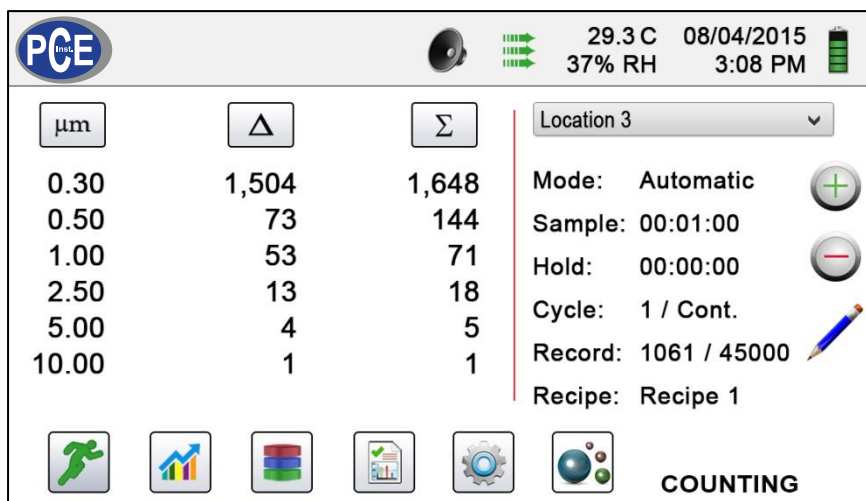 PCE Inst.
29.3 C 08/04/2015
37% RH 3:08 PM
µm Δ Σ
0.30 1,504 1,648
0.50 73 144
1.00 53 71
2.50 13 18
5.00 4 5
10.00 1 1
Location 3
Mode: Automatic
Sample: 00:01:00
Hold: 00:00:00
Cycle: 1 / Cont.
Record: 1061 / 45000
Recipe: Recipe 1
COUNTING